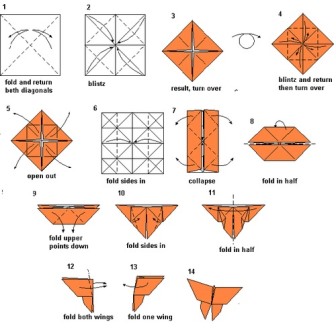 1
fold and return
both diagonals
2
blistz
3
result, turn over
4
blintz and return
then turn over
5
open out
6
fold sides in
7
collapse
8
fold in half
9
fold upper
points down
10
fold sides in
11
fold in half
12
fold both wings
13
fold one wing
14